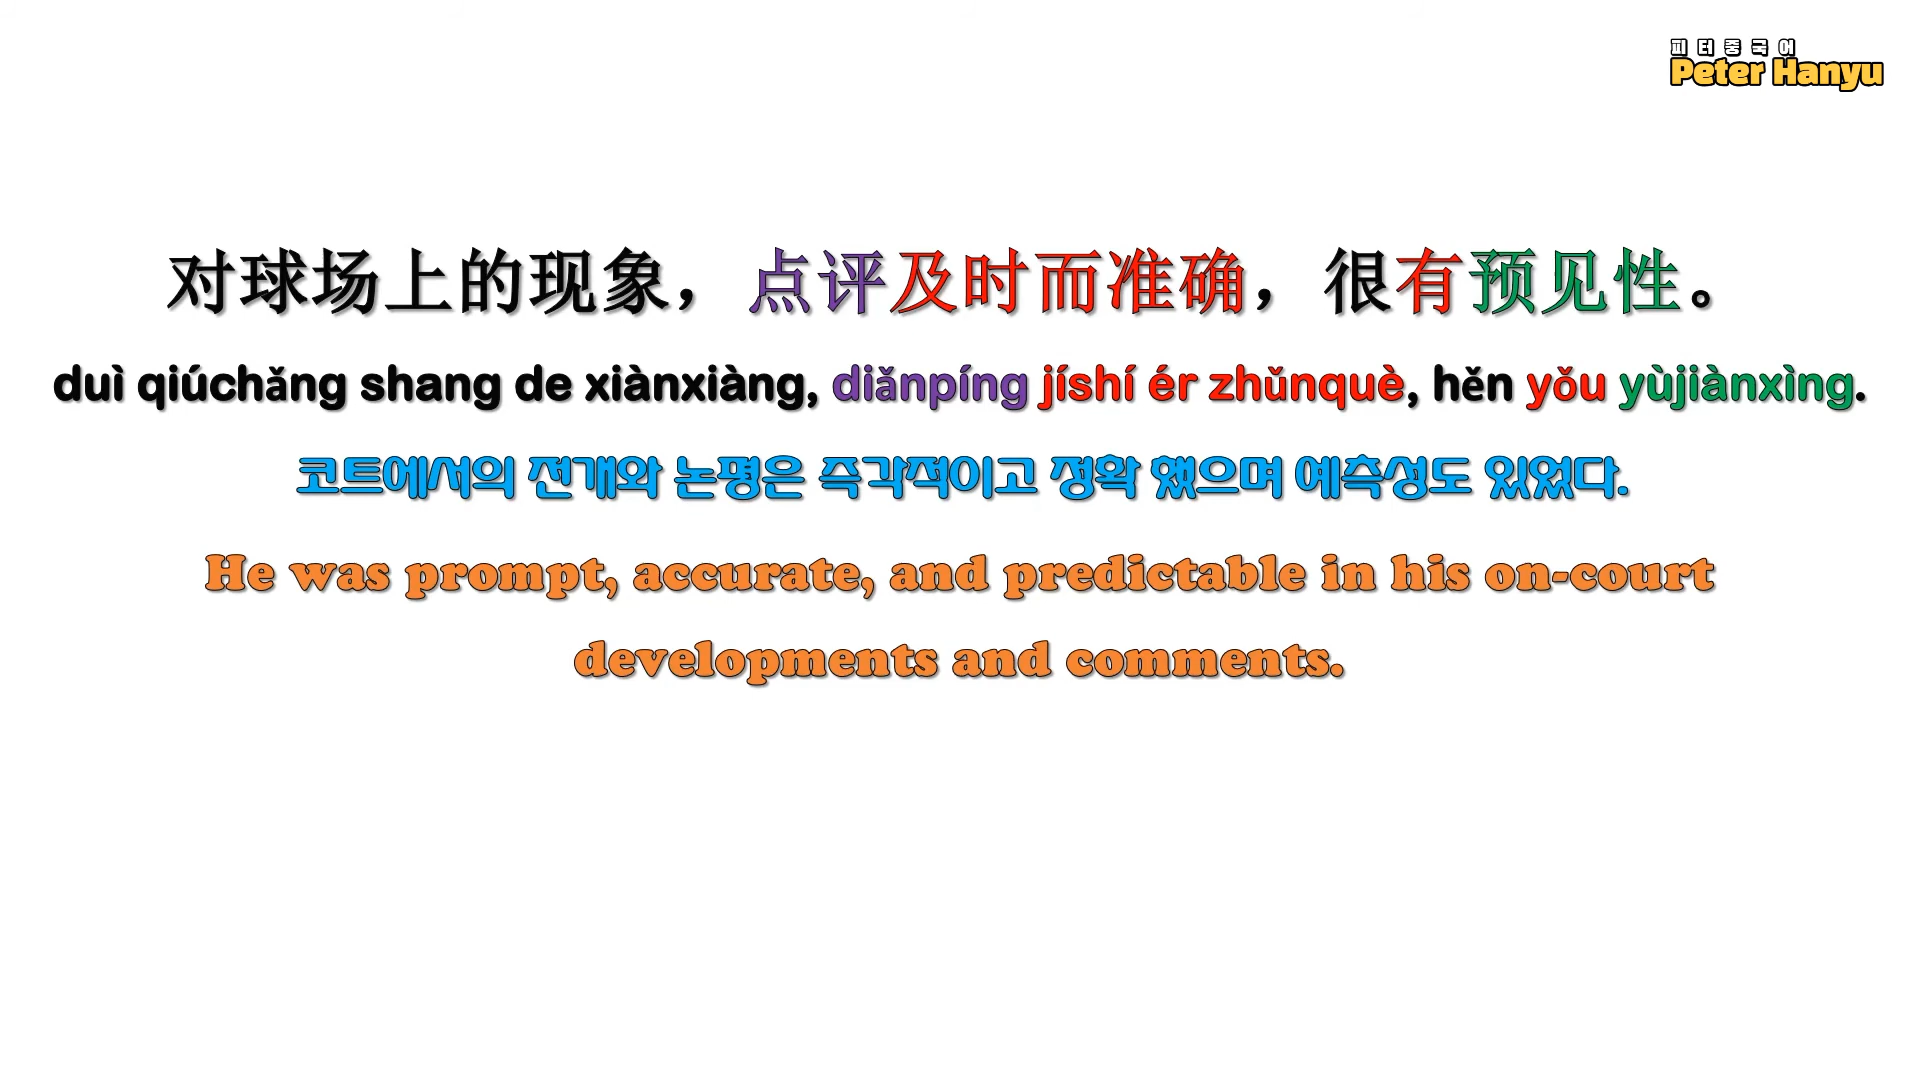 피터중국어
Peter Hanyu
对球场上的现象，点评及时而准确，很有预见性。
duì qiúchǎng shang de xiànxiàng, diǎnpíng jíshí ér zhǔnquè, hěn yǒu yùjiànxìng.
코트에서의 전개와 논평은 즉각적이고 정확 했으며 예측성도 있었다.
He was prompt, accurate, and predictable in his on-court
developments and comments.